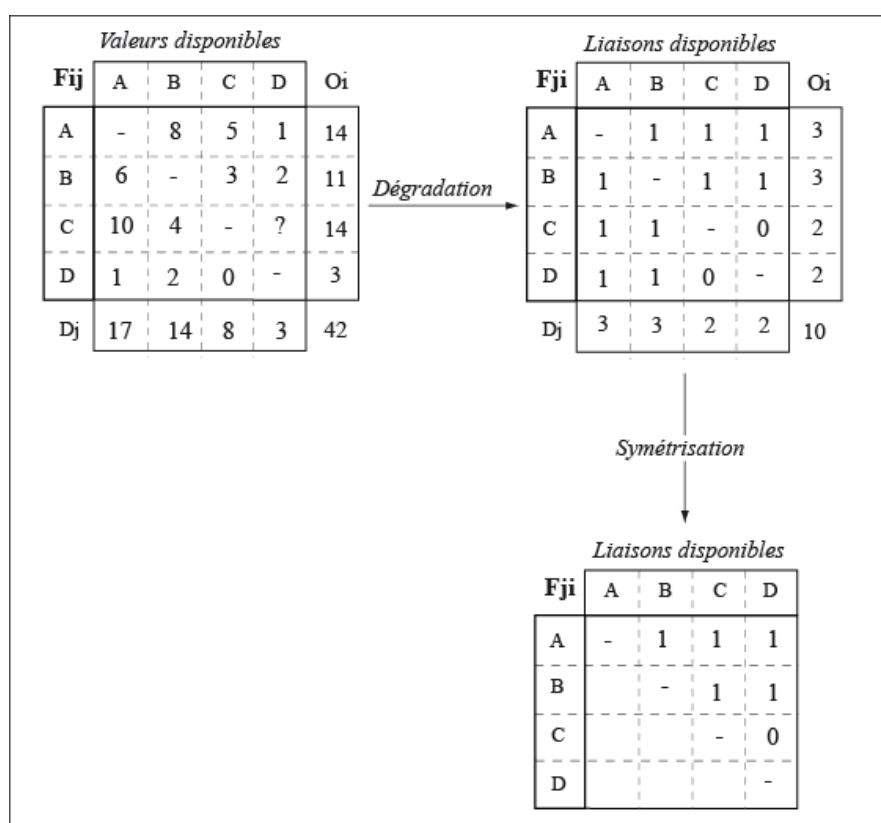 Valeurs disponibles
Fij A B C D Oi
A - 8 5 1 14
B 6 - 3 2 11
C 10 4 - ? 14
D 1 2 0 - 3
Dj 17 14 8 3 42
Dégradation
Liaisons disponibles
Fji A B C D Oi
A - 1 1 1 3
B 1 - 1 1 3
C 1 1 - 0 2
D 1 1 0 - 2
Dj 3 3 2 2 10
Symétrisation
Liaisons disponibles
Fji A B C D
A - 1 1 1
B - 1 1
C - 0
D -